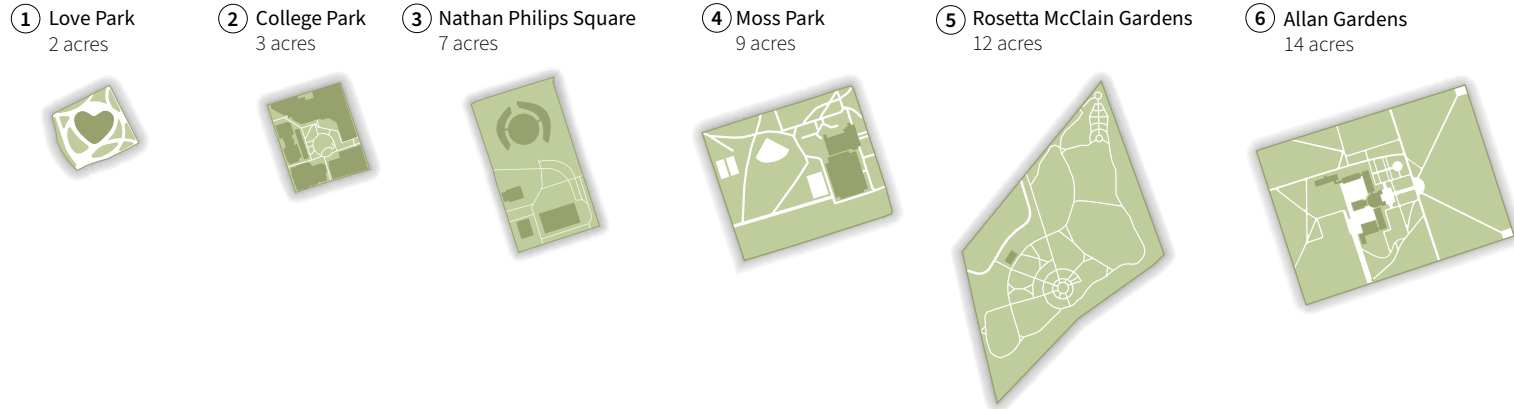 1 Love Park
2 acres
2 College Park
3 acres
3 Nathan Philips Square
7 acres
4 Moss Park
9 acres
5 Rosetta McClain Gardens
12 acres
6 Allan Gardens
14 acres